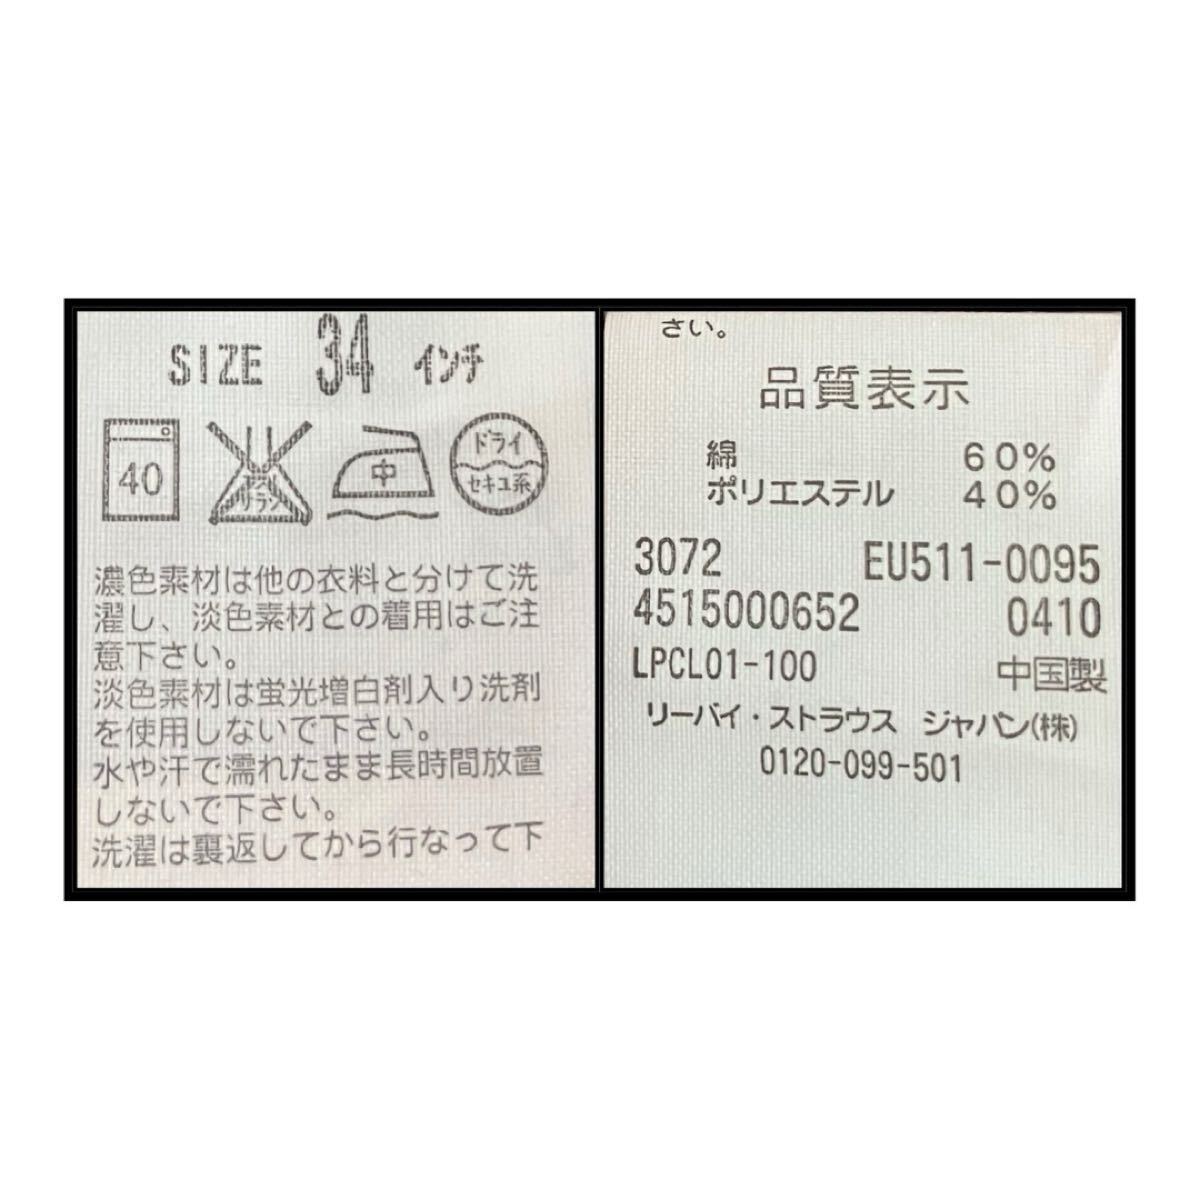 SIZE 34 インチ
40
エンソ
サラシ
中
ドライ
セキユ系
濃色素材は他の衣料と分けて洗
濯し、淡色素材との着用はご注
意下さい。
淡色素材は蛍光増白剤入り洗剤
を使用しないで下さい。
水や汗で濡れたまま長時間放置
しないで下さい。
洗濯は裏返してから行なって下
さい。
品質表示
綿 60%
ポリエステル 40%
3072 EU511-0095
4515000652 0410
LPCL01-100 中国製
リーバイ・ストラウス ジャパン(株)
0120-099-501